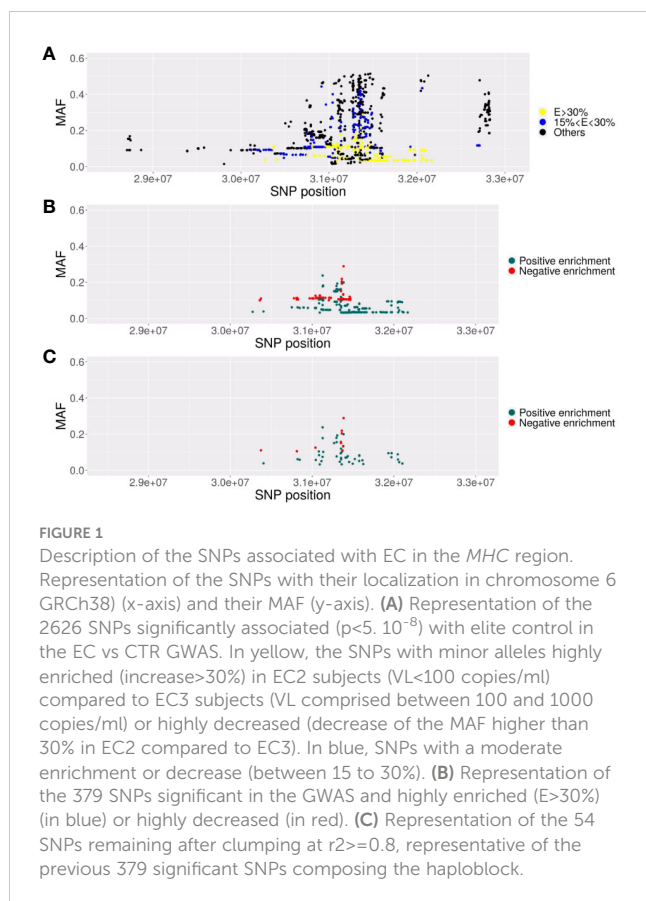 A
0.6
0.4
0.2
0.0
MAF
2.9e+07 3.0e+07 3.1e+07 3.2e+07 3.3e+07
SNP position
E>30%
15%<E<30%
Others
B
0.6
0.4
0.2
0.0
MAF
2.9e+07 3.0e+07 3.1e+07 3.2e+07 3.3e+07
SNP position
Positive enrichment
Negative enrichment
C
0.6
0.4
0.2
0.0
MAF
2.9e+07 3.0e+07 3.1e+07 3.2e+07 3.3e+07
SNP position
Positive enrichment
Negative enrichment
FIGURE 1
Description of the SNPs associated with EC in the MHC region.
Representation of the SNPs with their localization in chromosome 6
GRCh38) (x-axis) and their MAF (y-axis). (A) Representation of the
2626 SNPs significantly associated (p<5. 10-8) with elite control in
the EC vs CTR GWAS. In yellow, the SNPs with minor alleles highly
enriched (increase>30%) in EC2 subjects (VL<100 copies/ml)
compared to EC3 subjects (VL comprised between 100 and 1000
copies/ml) or highly decreased (decrease of the MAF higher than
30% in EC2 compared to EC3). In blue, SNPs with a moderate
enrichment or decrease (between 15 to 30%). (B) Representation of
the 379 SNPs significant in the GWAS and highly enriched (E>30%)
(in blue) or highly decreased (in red). (C) Representation of the 54
SNPs remaining after clumping at r2>=0.8, representative of the
previous 379 significant SNPs composing the haploblock.